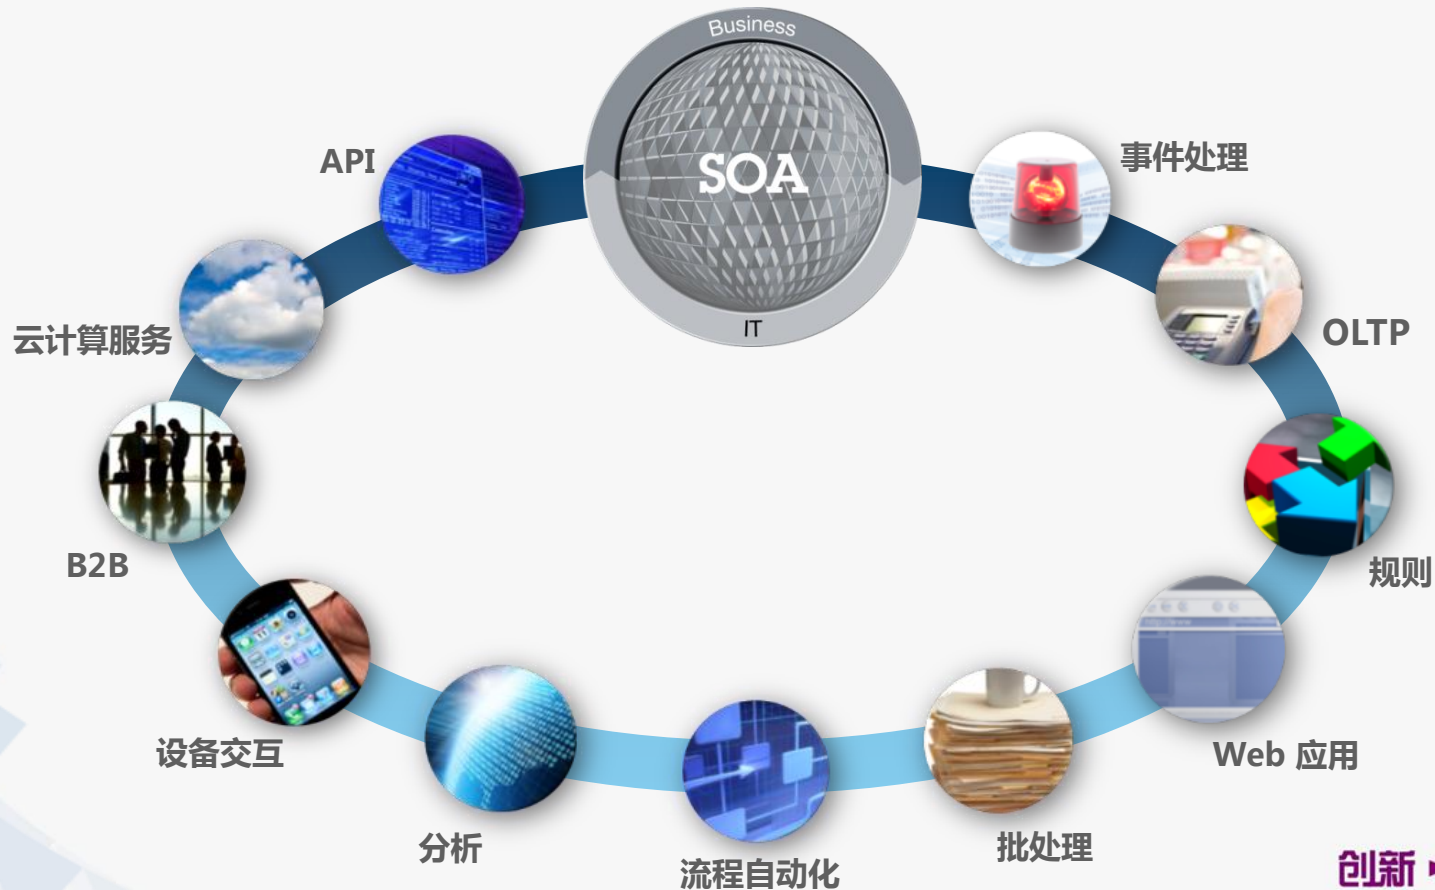 Business
SOA
IT
API
事件处理
云计算服务
OLTP
B2B
规则
设备交互
Web 应用
分析
流程自动化
批处理
创新